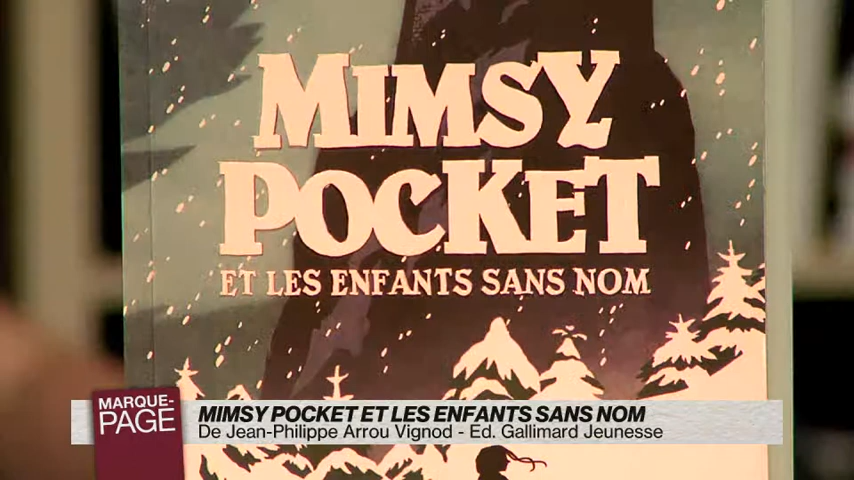 MIMSY
POCKET
ET LES ENFANTS SANS NOM
MARQUE-
PAGE
MIMSY POCKET ET LES ENFANTS SANS NOM
De Jean-Philippe Arrou Vignod - Ed. Gallimard Jeunesse